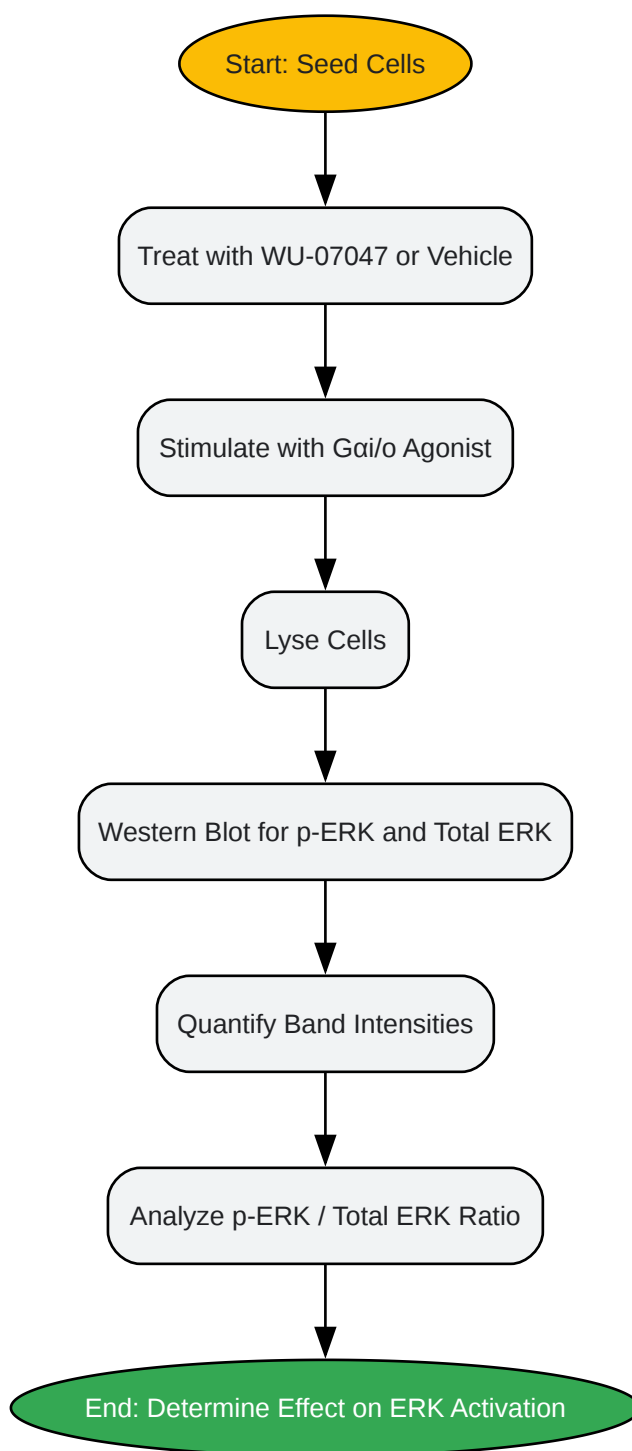 Start: Seed Cells
Treat with WU-07047 or Vehicle
Stimulate with Gαi/o Agonist
Lyse Cells
Western Blot for p-ERK and Total ERK
Quantify Band Intensities
Analyze p-ERK / Total ERK Ratio
End: Determine Effect on ERK Activation